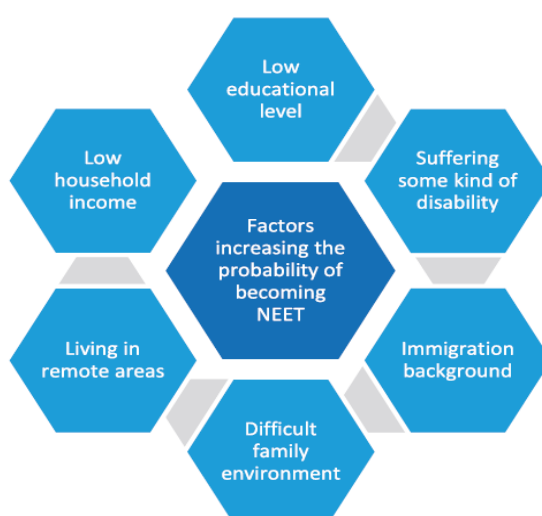 Low
educational
level
Suffering
some kind of
disability
Immigration
background
Difficult
family
environment
Living in
remote areas
Low
household
income
Factors
increasing the
probability of
becoming
NEET